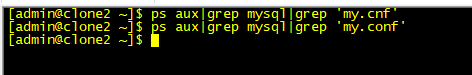 [admin@clone2 ~]$ ps aux|grep mysql|grep 'my.cnf'
[admin@clone2 ~]$ ps aux|grep mysql|grep 'my.conf'
[admin@clone2 ~]$